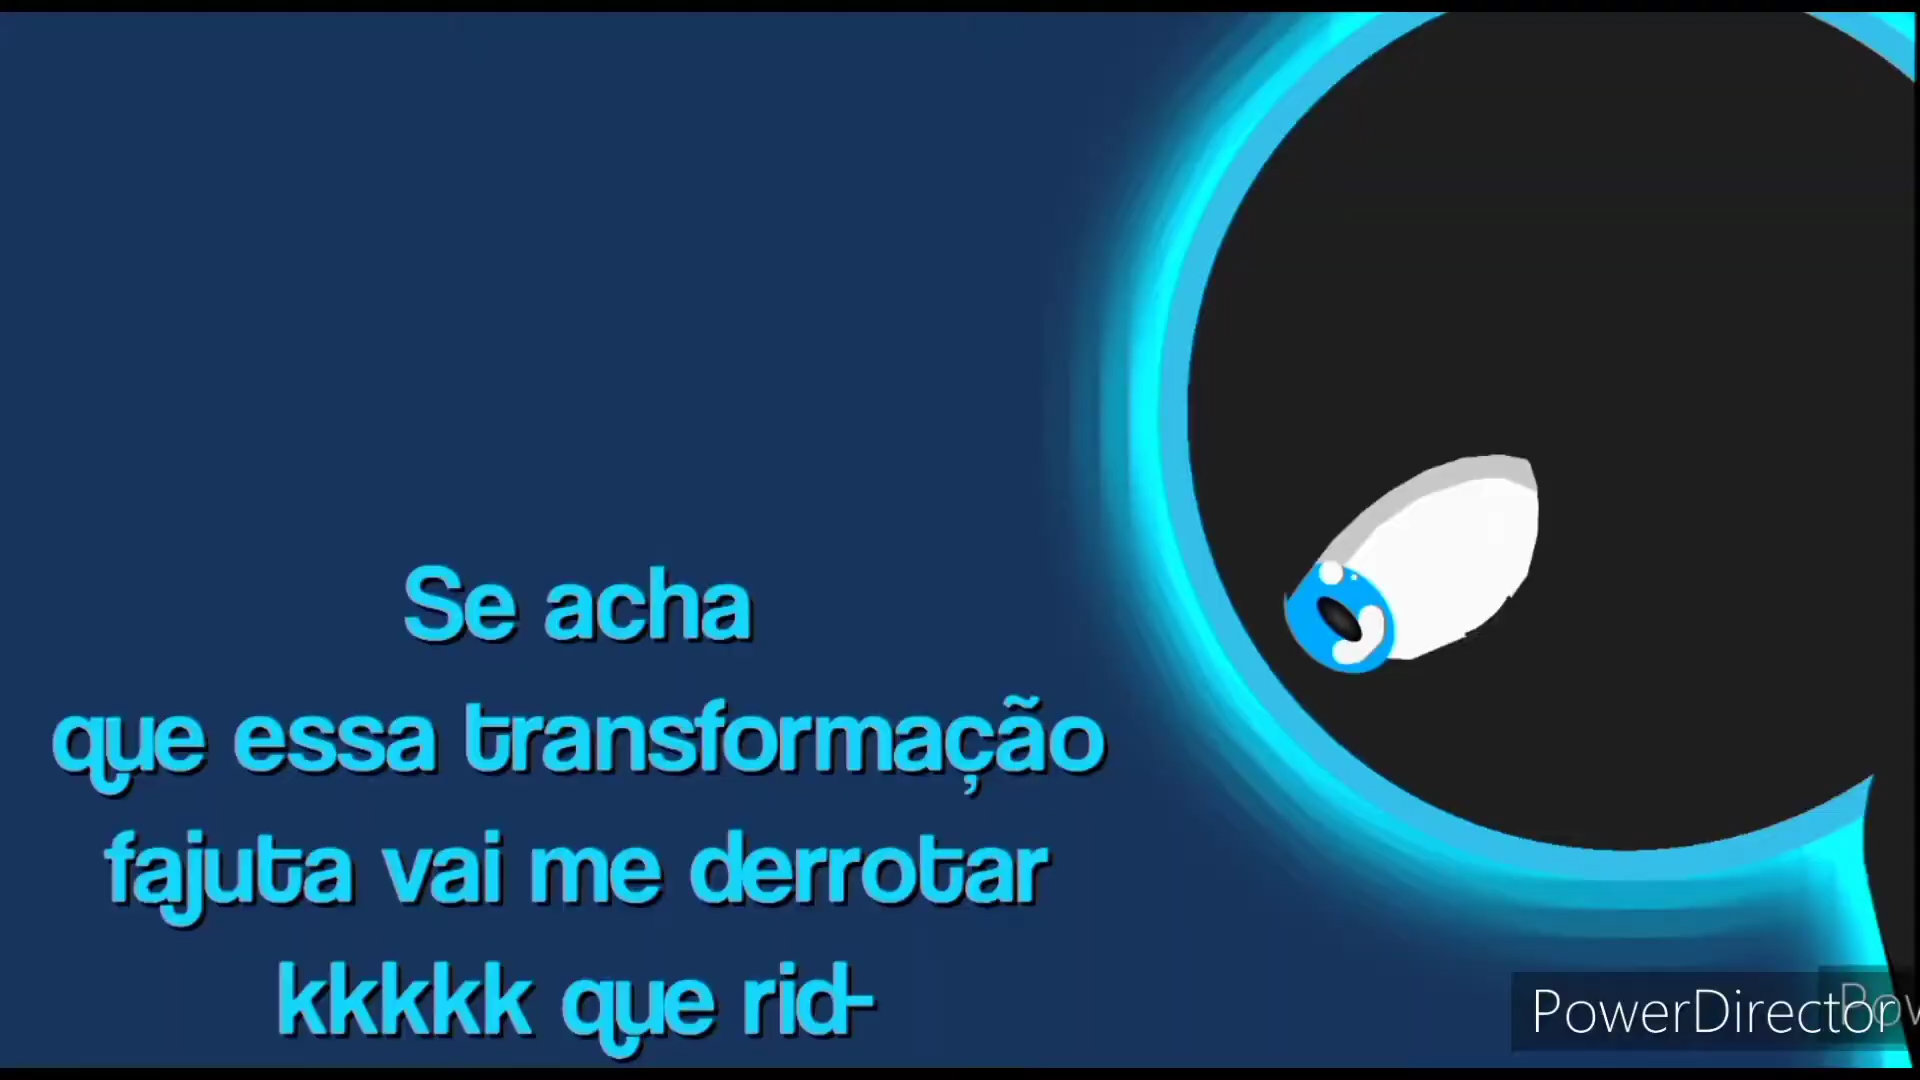 Se acha
que essa transformação
fajuta vai me derrotar
kkkkk que rid-
PowerDirector